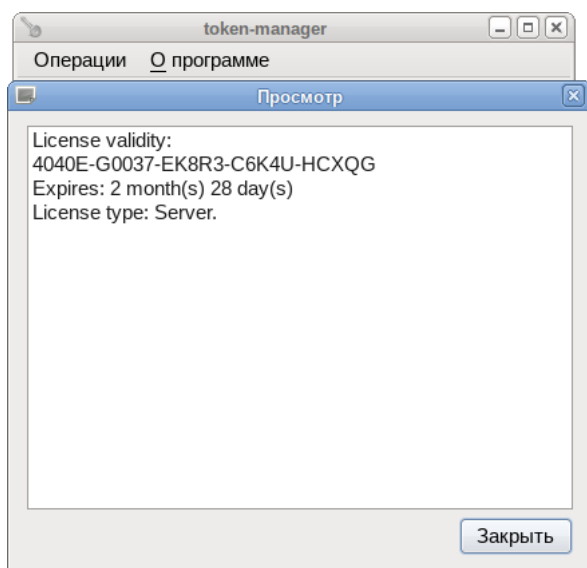 token-manager
Операции О программе
Просмотр
License validity:
4040E-G0037-EK8R3-C6K4U-HCXQG
Expires: 2 month(s) 28 day(s)
License type: Server.
Закрыть